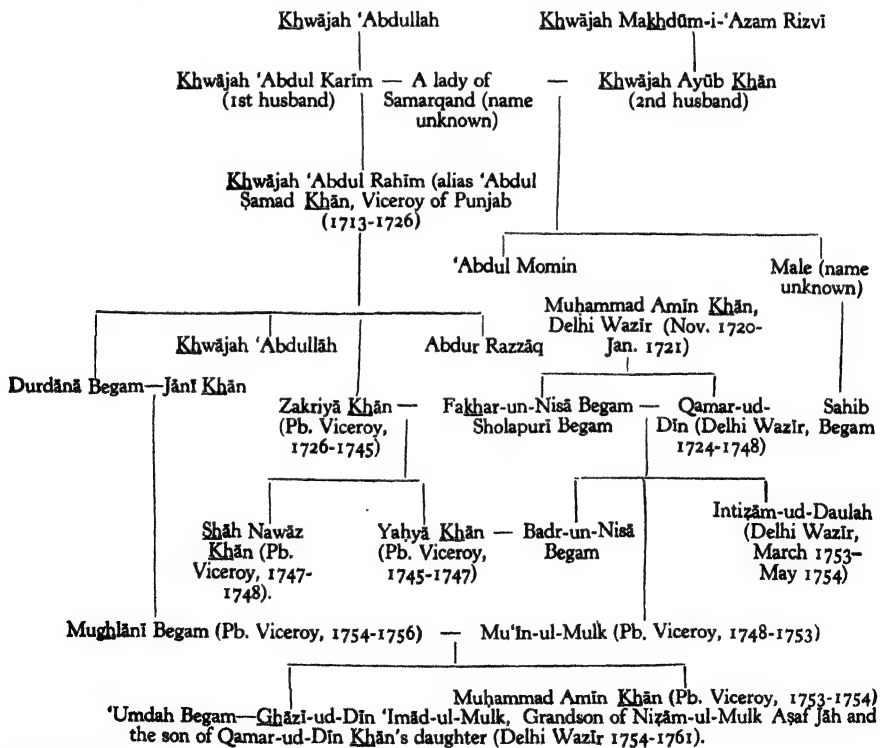 Khwājah ‘Abdullah
Khwājah Makhdūm-i-‘Azam Rizvī
Khwājah ‘Abdul Karīm — A lady of — Khwājah Ayūb Khān
(1st husband) Samarqand (name (2nd husband)
unknown)
Khwājah ‘Abdul Rahīm (alias ‘Abdul
Ṣamad Khān, Viceroy of Punjab
(1713-1726)
‘Abdul Momin
Male (name
unknown)
Muḥammad Amīn Khān,
Delhi Wazīr (Nov. 1720-
Jan. 1721)
Khwājah ‘Abdullāh
Abdur Razzāq
Durdānā Begam—Jānī Khān
Zakriyā Khān —
(Pb. Viceroy,
1726-1745)
Fakhar-un-Nisā Begam —
Sholapurī Begam
Qamar-ud-
Dīn (Delhi Wazīr,
1724-1748)
Sahib
Begam
Shāh Nawāz
Khān (Pb.
Viceroy, 1747-
1748).
Yaḥyā Khān —
(Pb. Viceroy,
1745-1747)
Badr-un-Nisā
Begam
Intiẓām-ud-Daulah
(Delhi Wazīr,
March 1753–
May 1754)
Mughlānī Begam (Pb. Viceroy, 1754-1756) — Mu‘īn-ul-Mulk (Pb. Viceroy, 1748-1753)
Muḥammad Amīn Khān (Pb. Viceroy, 1753-1754)
‘Umdah Begam—Ghāzī-ud-Dīn ‘Imād-ul-Mulk, Grandson of Niẓām-ul-Mulk Aṣaf Jāh and
the son of Qamar-ud-Dīn Khān's daughter (Delhi Wazīr 1754-1761).